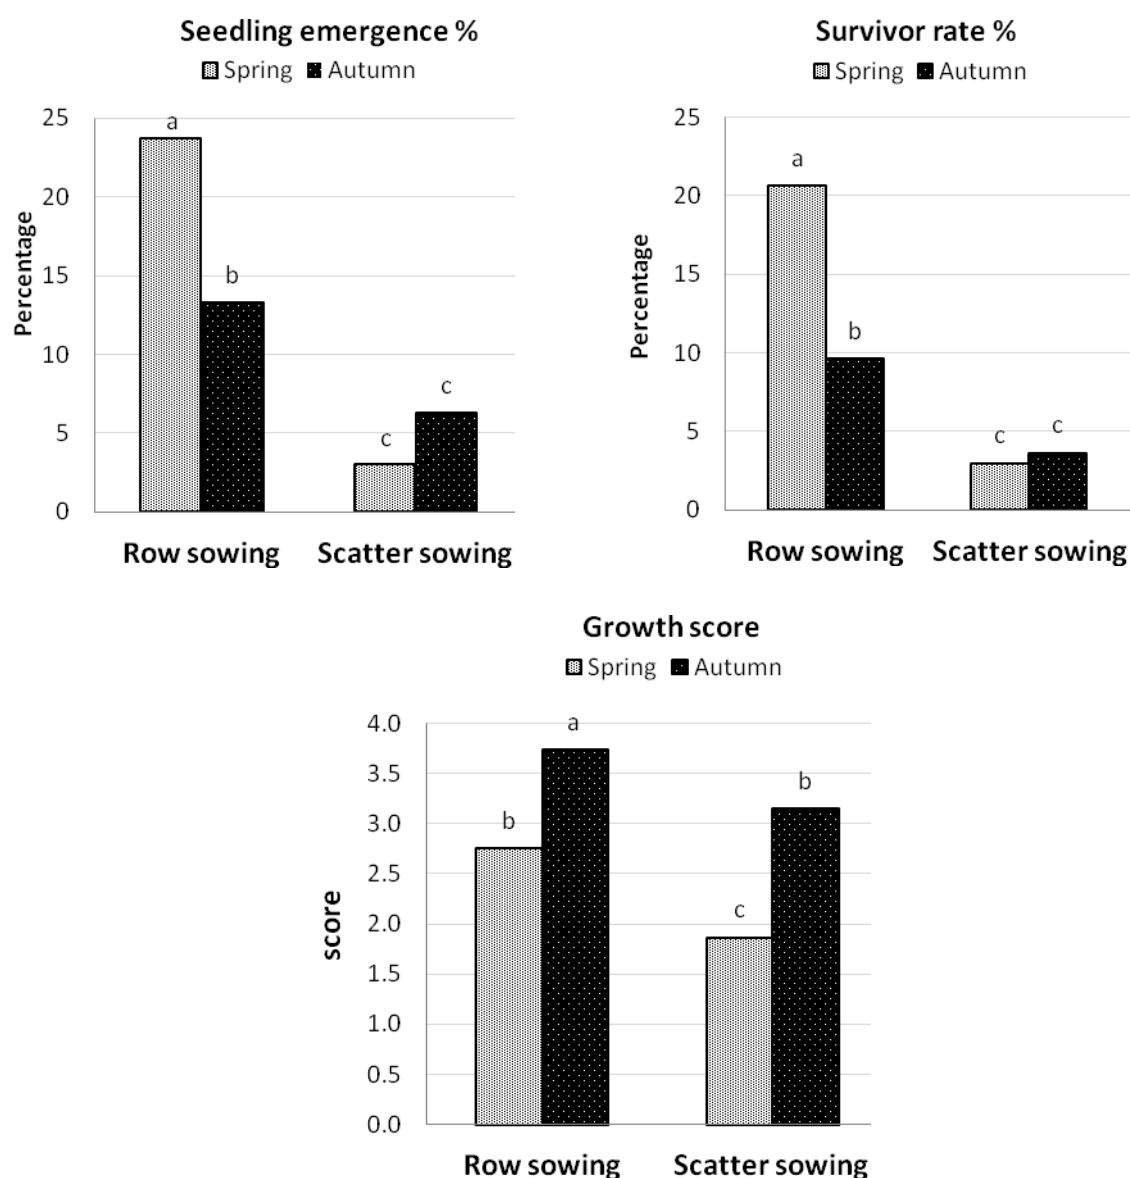 Seedling emergence %
Spring Autumn
Percentage
25
20
15
10
5
0
a
b
c
c
Row sowing Scatter sowing
Survivor rate %
Spring Autumn
Percentage
25
20
15
10
5
0
a
b
c
c
Row sowing Scatter sowing
Growth score
Spring Autumn
score
4.0
3.5
3.0
2.5
2.0
1.5
1.0
0.5
0.0
b
a
c
b
Row sowing Scatter sowing